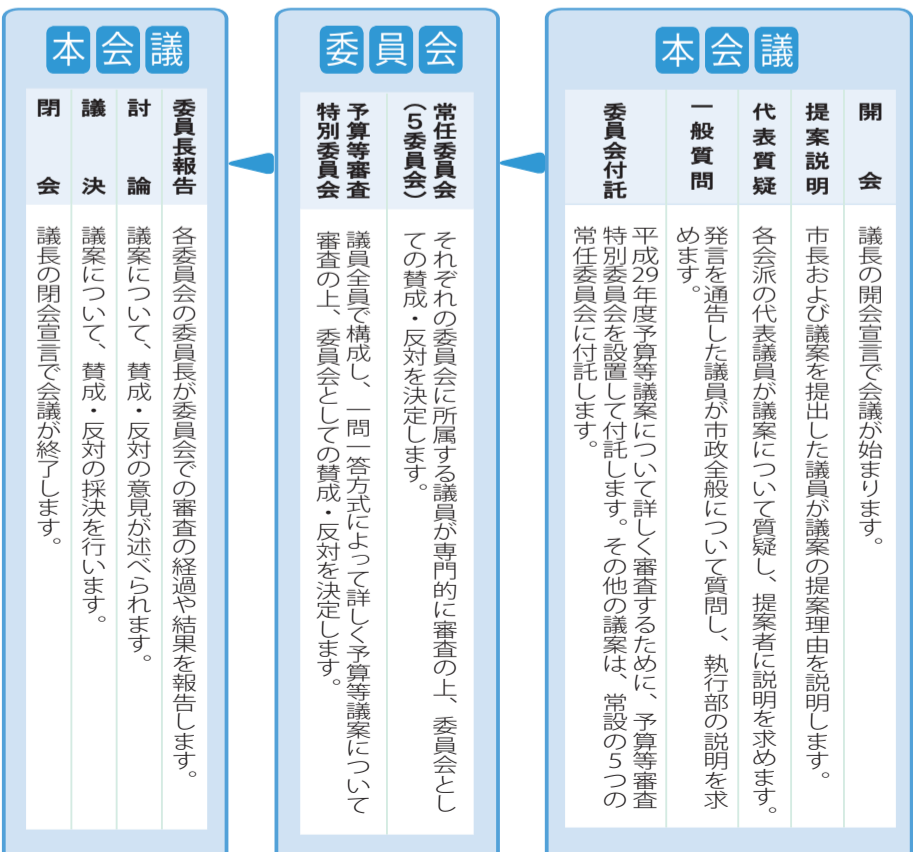 本会議
開会
議長の開会宣言で会議が始まります。
提案説明
市長および議案を提出した議員が議案の提案理由を説明します。
代表質疑
各会派の代表議員が議案について質疑し、提案者に説明を求めます。
一般質問
発言を通告した議員が市政全般について質問し、執行部の説明を求
めます。
委員会付託
平成29年度予算等議案について詳しく審査するために、予算等審査
特別委員会を設置して付託します。その他の議案は、常設の5つの
常任委員会に付託します。
委員会
常任委員会
(5委員会)
それぞれの委員会に所属する議員が専門的に審査の上、委員会とし
ての賛成・反対を決定します。
予算等審査
特別委員会
議員全員で構成し、一問一答方式によって詳しく予算等議案について
審査の上、委員会としての賛成・反対を決定します。
本会議
委員長報告
各委員会の委員長が委員会での審査の経過や結果を報告します。
討論
議案について、賛成・反対の意見が述べられます。
議決
議案について、賛成・反対の採決を行います。
閉会
議長の閉会宣言で会議が終了します。